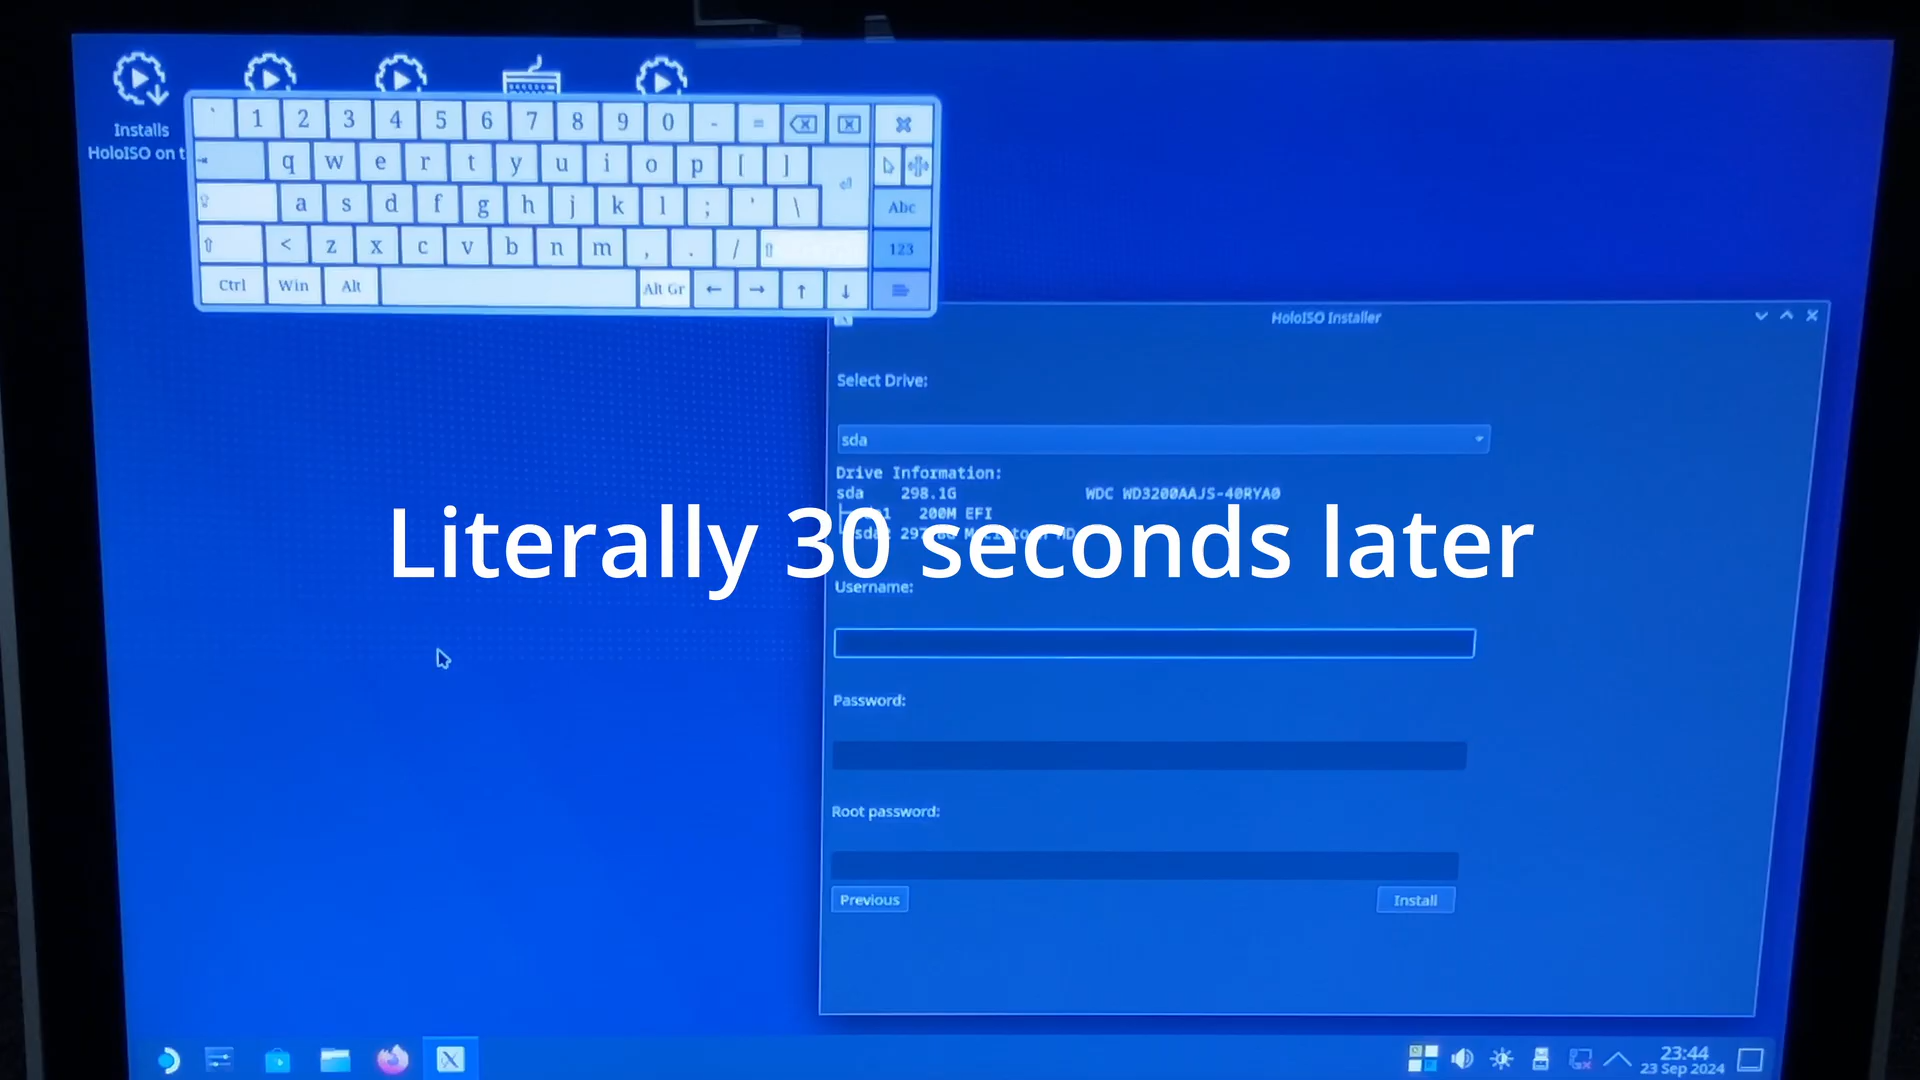 Installs
HoloISO on t
` 1 2 3 4 5 6 7 8 9 0 - =
q w e r t y u i o p [ ]
a s d f g h j k l ; ' \ Abc
< z x c v b n m , . / 123
Ctrl Win Alt Alt Gr ← → ↑ ↓
HoloISO Installer
Select Drive:
sda
Drive Information:
sda 298.1G WDC WD3200AAJS-40RYA0
200M EFI
Literally 30 seconds later
Username:
Password:
Root password:
Previous Install
23:44
23 Sep 2024